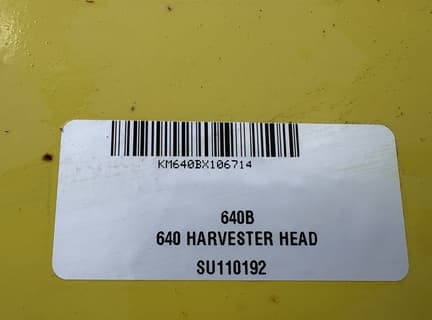 KM640BX106714
640B
640 HARVESTER HEAD
SU110192